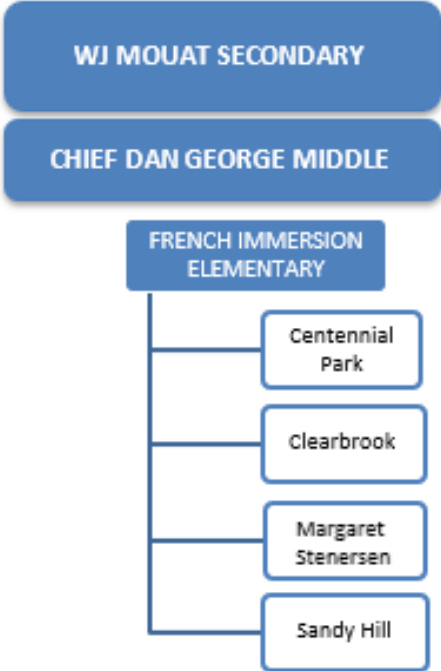 WJ MOUAT SECONDARY
CHIEF DAN GEORGE MIDDLE
FRENCH IMMERSION
ELEMENTARY
Centennial
Park
Clearbrook
Margaret
Stenersen
Sandy Hill